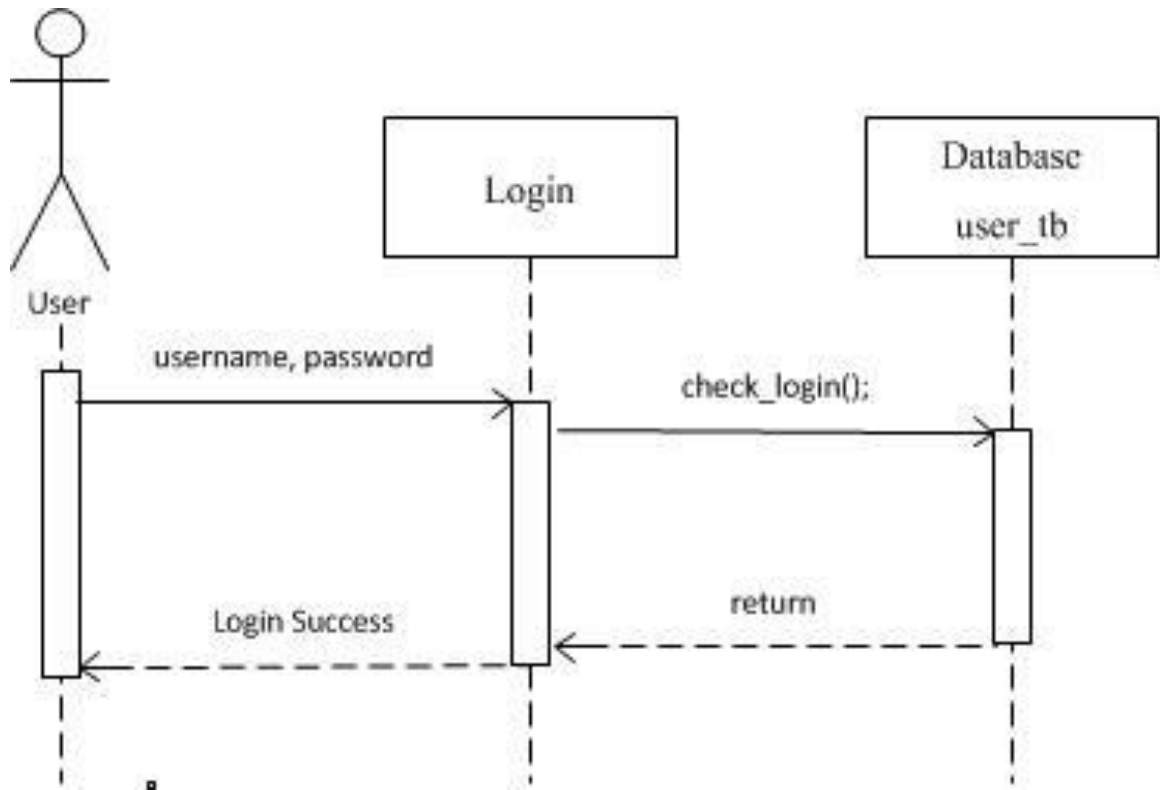 Login
Database
user_tb
User
username, password
check_login();
return
Login Success